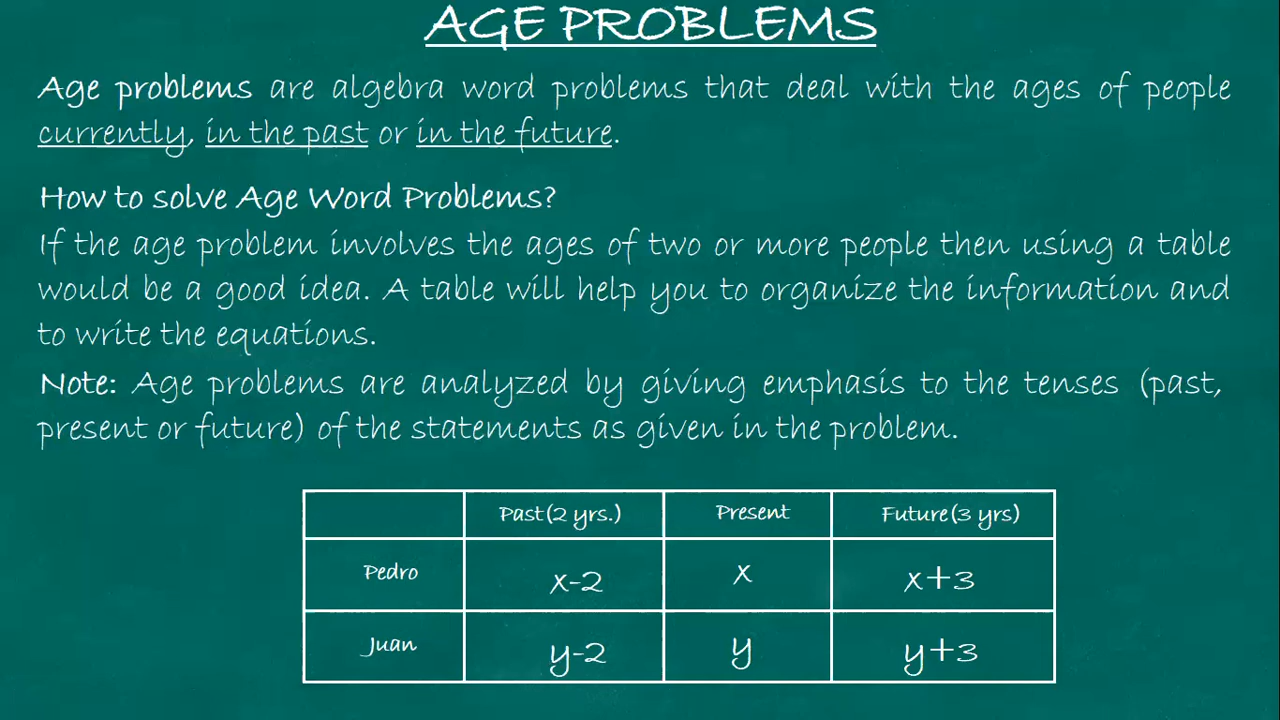 AGE PROBLEMS
Age problems are algebra word problems that deal with the ages of people
currently, in the past or in the future.
How to solve Age Word Problems?
If the age problem involves the ages of two or more people then using a table
would be a good idea. A table will help you to organize the information and
to write the equations.
Note: Age problems are analyzed by giving emphasis to the tenses (past,
present or future) of the statements as given in the problem.
Past(2 yrs.) Present Future(3 yrs)
Pedro x-2 x x+3
Juan y-2 y y+3